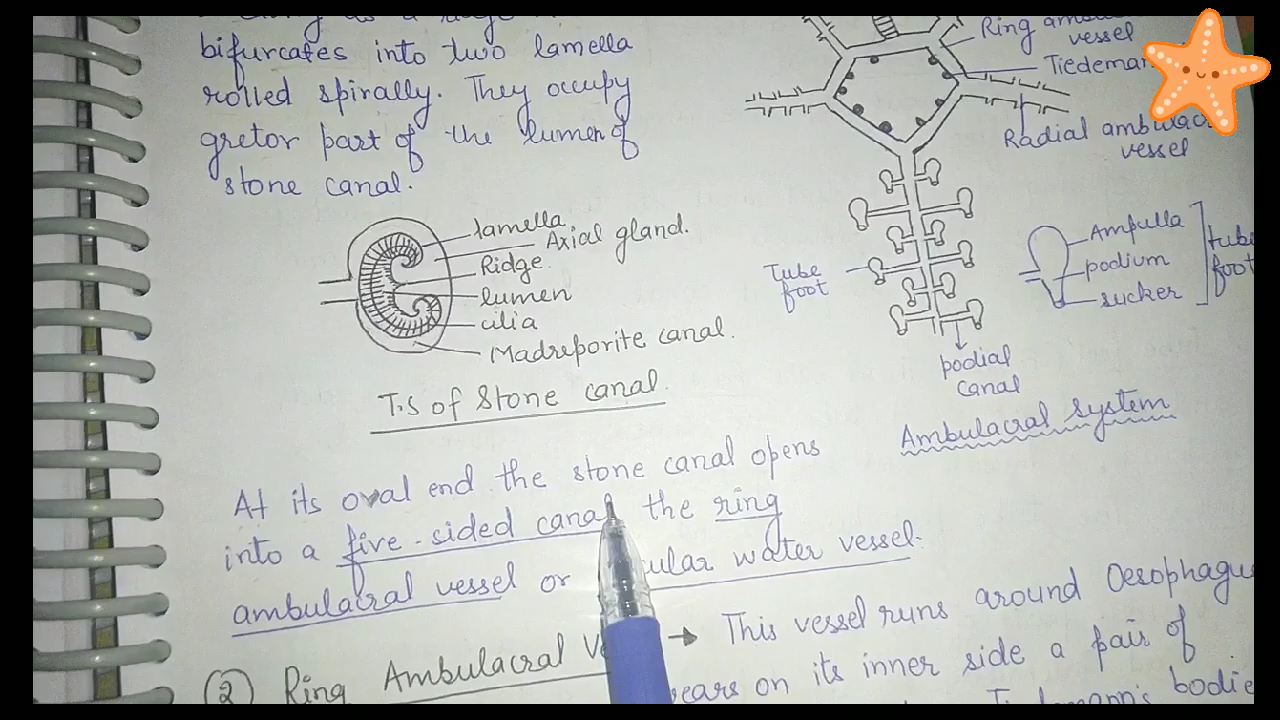 bifurcates into two lamella
rolled spirally. They occupy
gretor part of the lumen of
stone canal.
lamella
Axial gland.
Ridge.
lumen
cilia
Madreporite canal.
T.S of Stone canal.
Ring
vessel
Radial
vessel
Tube
foot
Ampulla
podium
sucker
tube
foot
podial
canal
Ambulacral system
At its oval end the stone canal opens
into a five-sided canal the ring
ambulacral vessel or water vessel.
② Ring Ambulacral → This vessel runs around
on its inner side a pair of